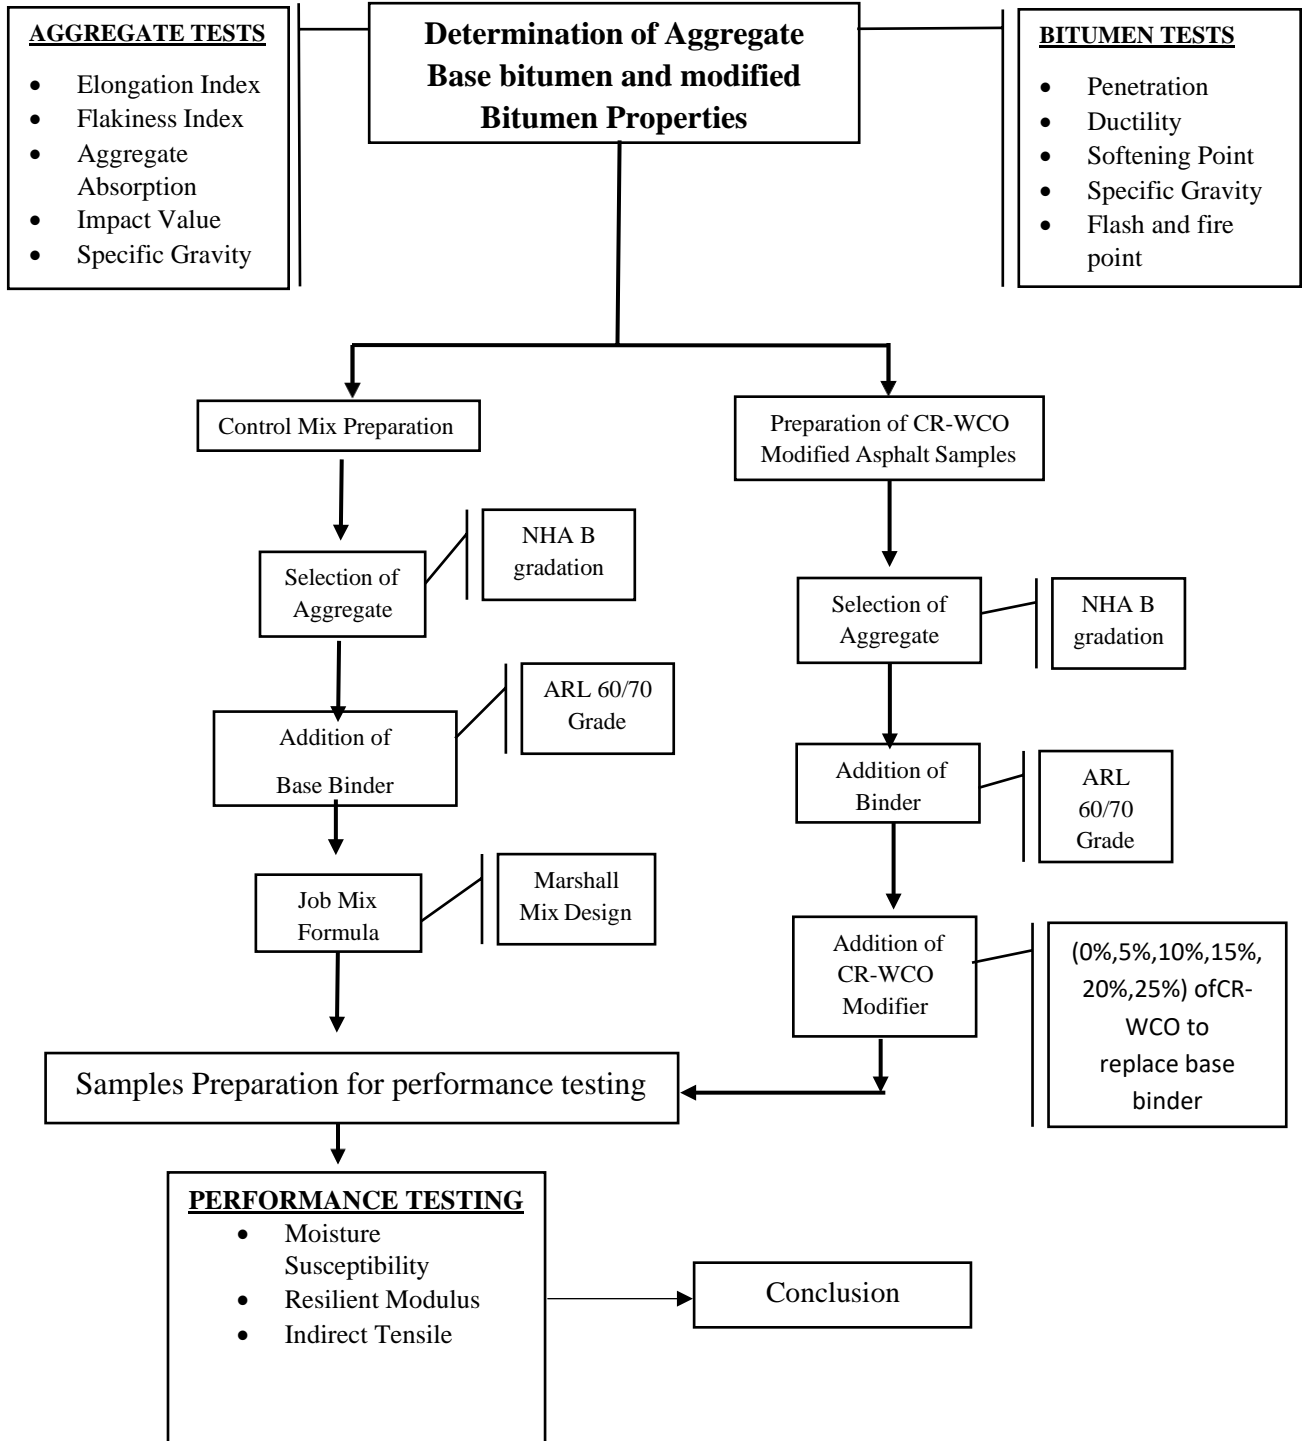 AGGREGATE TESTS
• Elongation Index
• Flakiness Index
• Aggregate
Absorption
• Impact Value
• Specific Gravity
Determination of Aggregate
Base bitumen and modified
Bitumen Properties
BITUMEN TESTS
• Penetration
• Ductility
• Softening Point
• Specific Gravity
• Flash and fire
point
Control Mix Preparation
Preparation of CR-WCO
Modified Asphalt Samples
Selection of
Aggregate
NHA B
gradation
Selection of
Aggregate
NHA B
gradation
Addition of
Base Binder
ARL 60/70
Grade
Addition of
Binder
ARL
60/70
Grade
Job Mix
Formula
Marshall
Mix Design
Addition of
CR-WCO
Modifier
(0%,5%,10%,15%,
20%,25%) ofCR-
WCO to
replace base
binder
Samples Preparation for performance testing
PERFORMANCE TESTING
• Moisture
Susceptibility
• Resilient Modulus
• Indirect Tensile
Conclusion